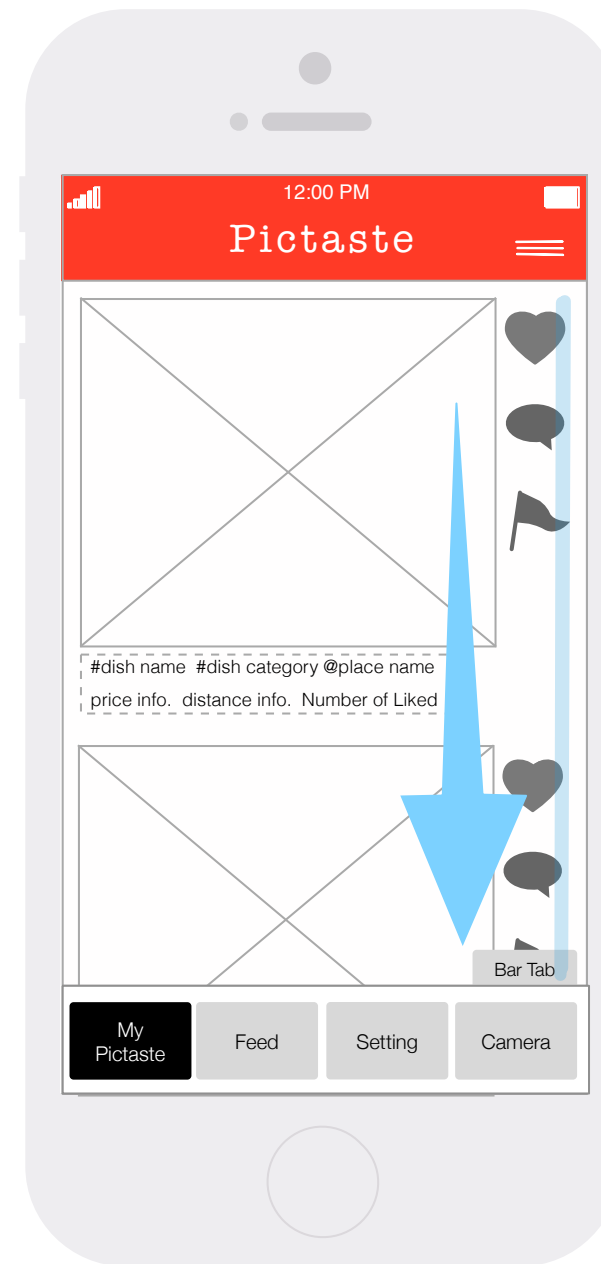 12:00 PM
Pictaste
#dish name #dish category @place name
price info. distance info. Number of Liked
Bar Tab
My
Pictaste
Feed
Setting
Camera